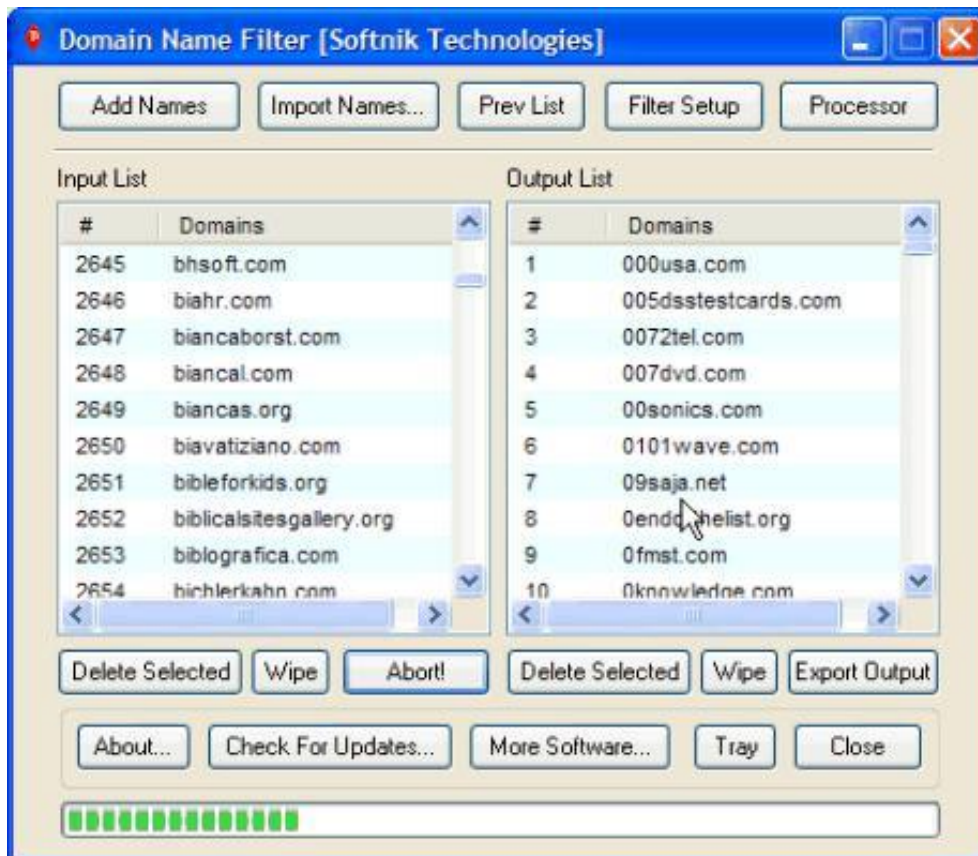 Domain Name Filter [Softnik Technologies]
Add Names Import Names... Prev List Filter Setup Processor
Input List
# Domains
2645 bhsoft.com
2646 biahr.com
2647 biancaborst.com
2648 biancal.com
2649 biancas.org
2650 biavatiziano.com
2651 bibleforkids.org
2652 biblicalsitesgallery.org
2653 biblografica.com
2654 bichlerkahn.com
Delete Selected Wipe Abort!
Output List
# Domains
1 000usa.com
2 005dsstestcards.com
3 0072tel.com
4 007dvd.com
5 00sonics.com
6 0101wave.com
7 09saja.net
8
9 0fmst.com
10 0knowledge.com
Delete Selected Wipe Export Output
About... Check For Updates... More Software... Tray Close